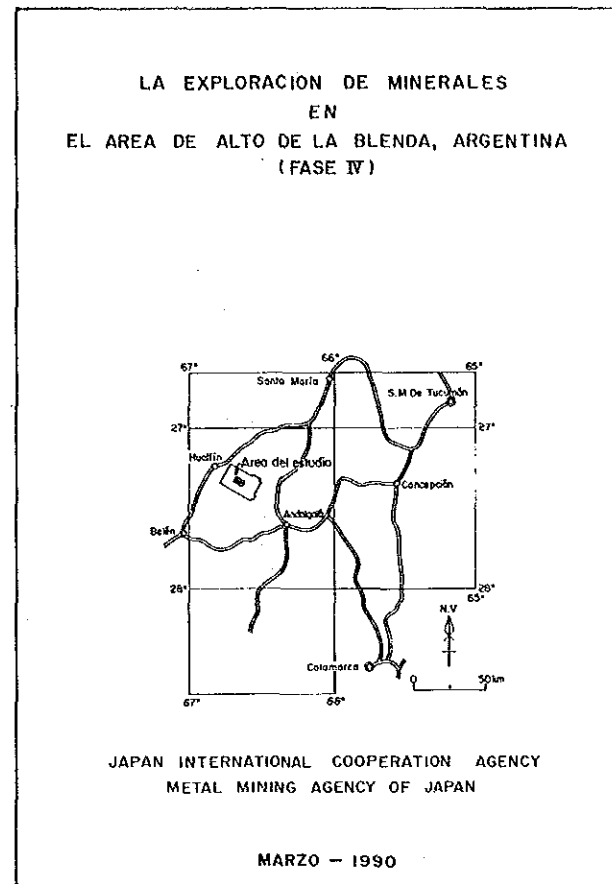 LA EXPLORACION DE MINERALES
EN
EL AREA DE ALTO DE LA BLENDA, ARGENTINA
(FASE IV)
67° 66° 65°
Santa María
S.M. De Tucumán
27° 27°
Hualfín
Area del estudio
Concepción
Andalgalá
Belén
28° 28°
65°
N.V
Catamarca
0 50km
67° 66°
JAPAN INTERNATIONAL COOPERATION AGENCY
METAL MINING AGENCY OF JAPAN
MARZO – 1990